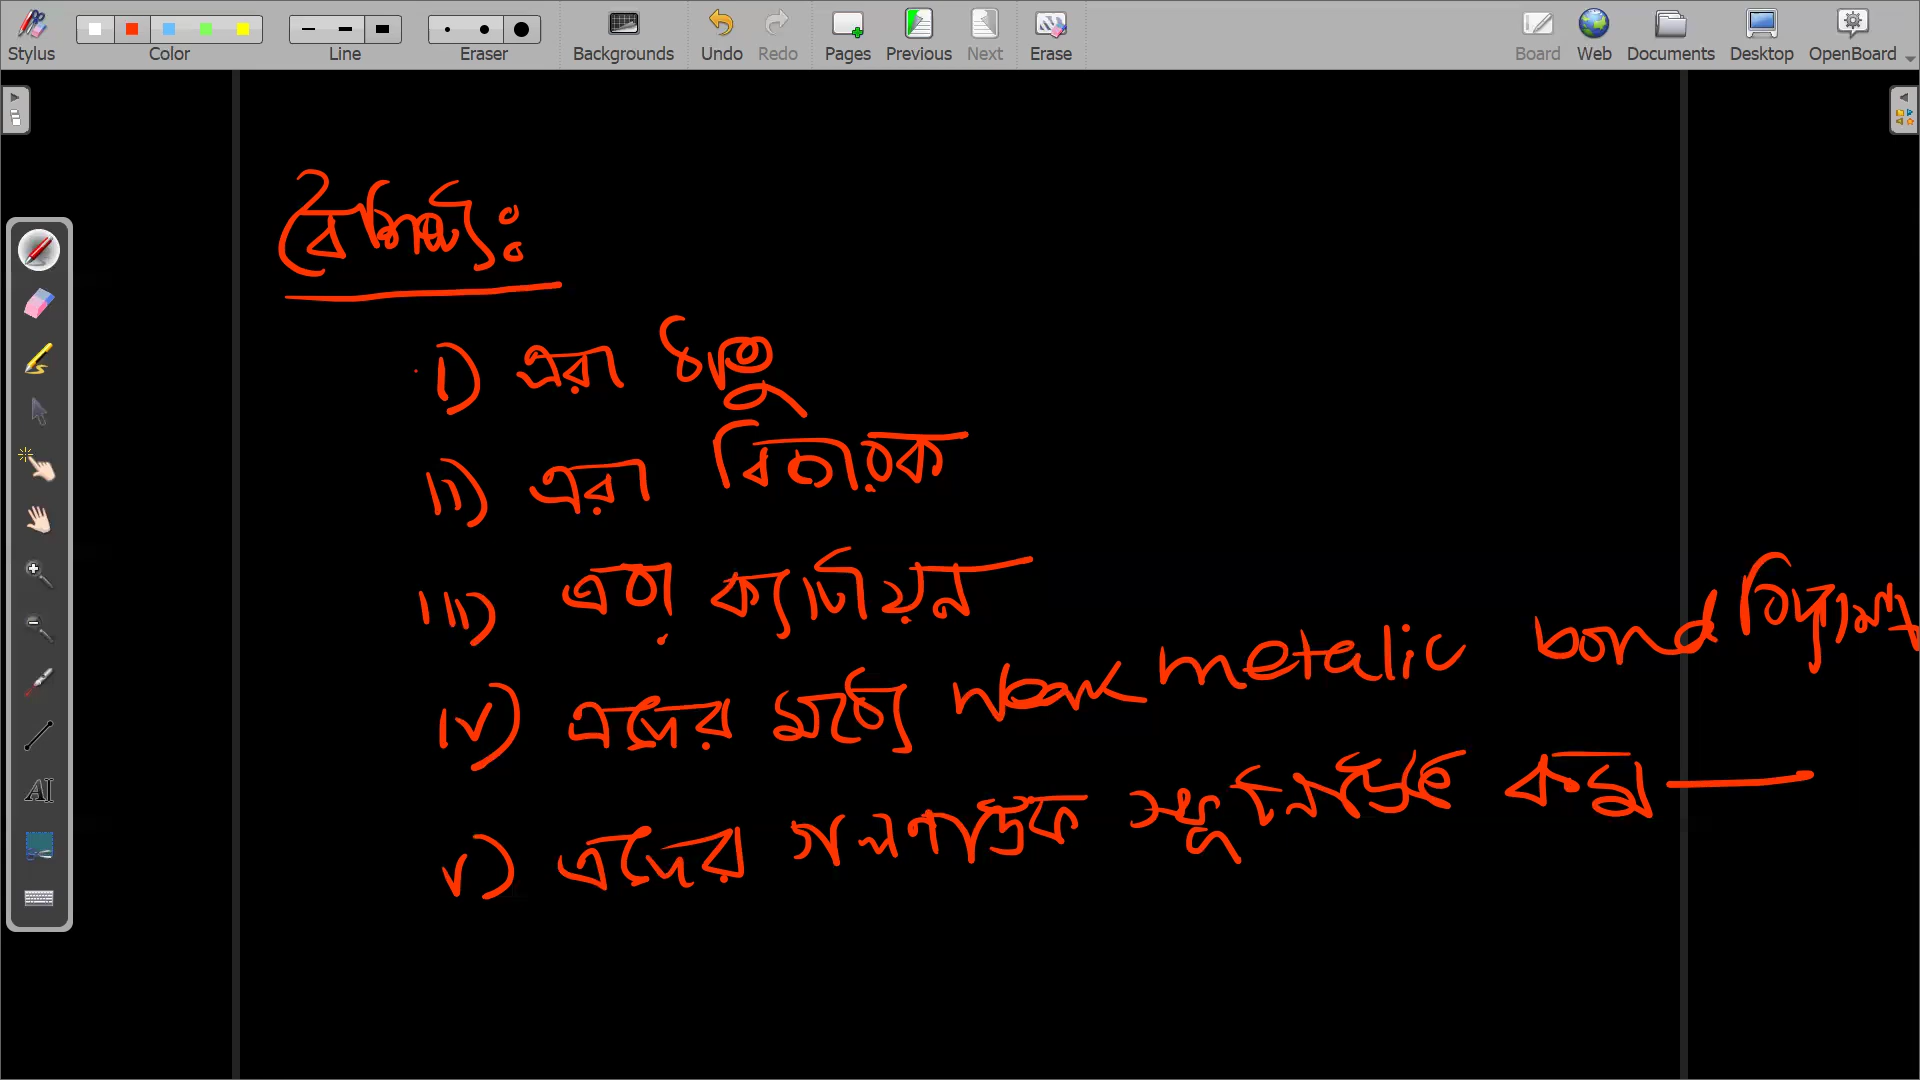 Stylus Color Line Eraser Backgrounds Undo Redo Pages Previous Next Erase Board Web Documents Desktop OpenBoard
বৈশিষ্ট্য:
i) এরা ধাতু
ii) এরা বিজারক
iii) এরা ক্যাটায়ন
iv) এদের মধ্যে weak metalic bond বিদ্যমান
v) এদের গলনাঙ্ক স্ফুটনাঙ্ক কম